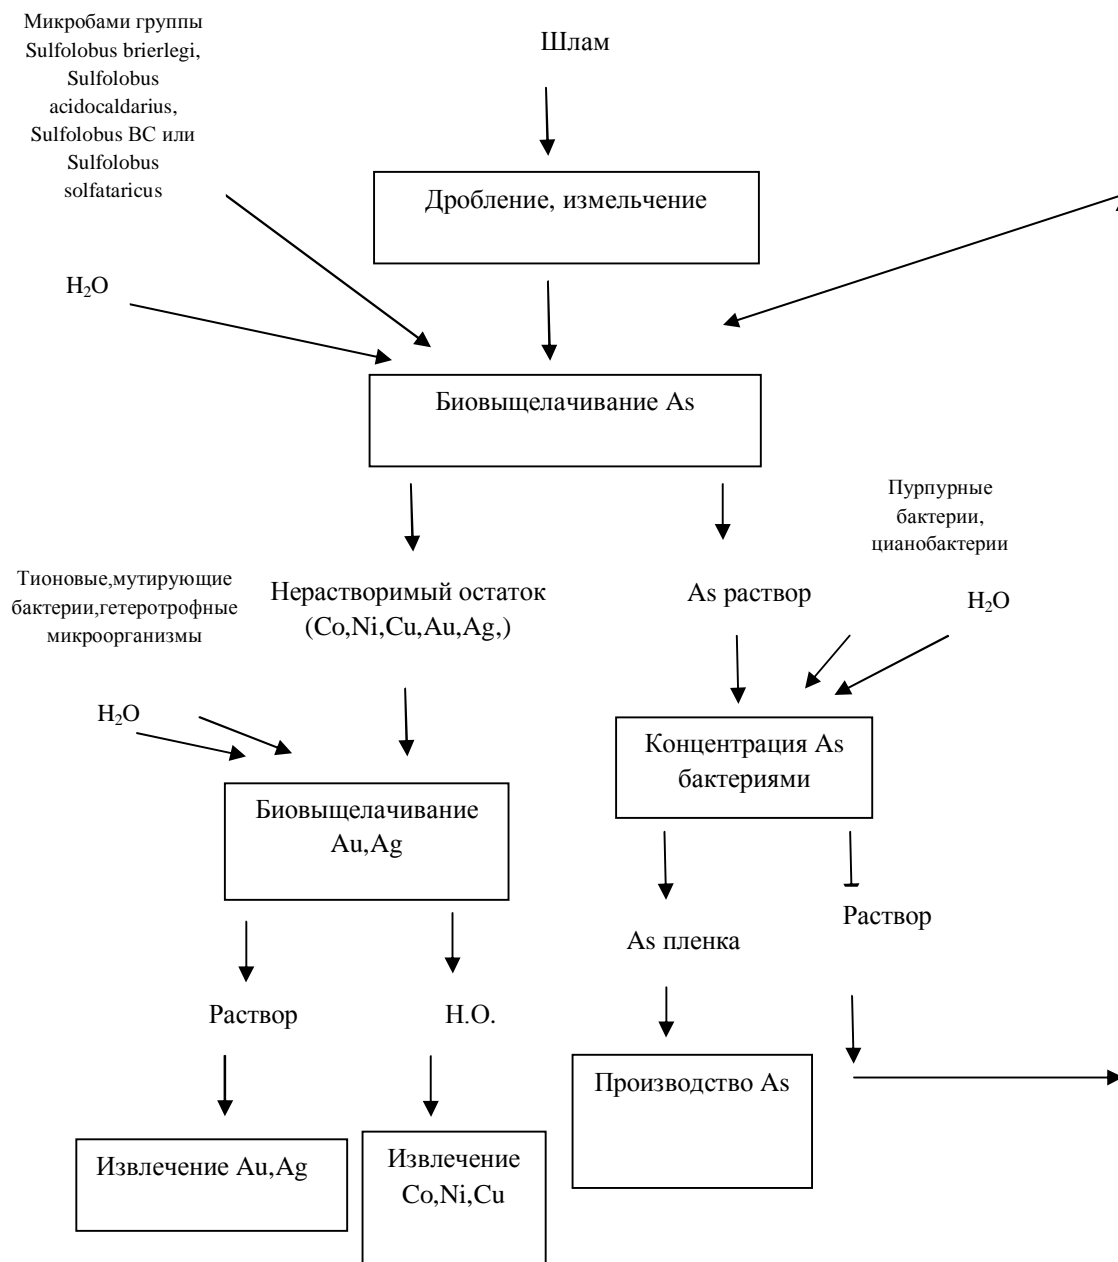 Микробами группы
Sulfolobus brierlegi,
Sulfolobus
acidocaldarius,
Sulfolobus BC или
Sulfolobus
solfataricus
Шлам
Дробление, измельчение
H₂O
Биовыщелачивание As
Пурпурные
бактерии,
цианобактерии
Тионовые,мутирующие
бактерии,гетеротрофные
микроорганизмы
Нерастворимый остаток
(Co,Ni,Cu,Au,Ag,)
As раствор
H₂O
H₂O
Концентрация As
бактериями
Биовыщелачивание
Au,Ag
As пленка
Раствор
Раствор
Н.О.
Производство As
Извлечение Au,Ag
Извлечение
Co,Ni,Cu